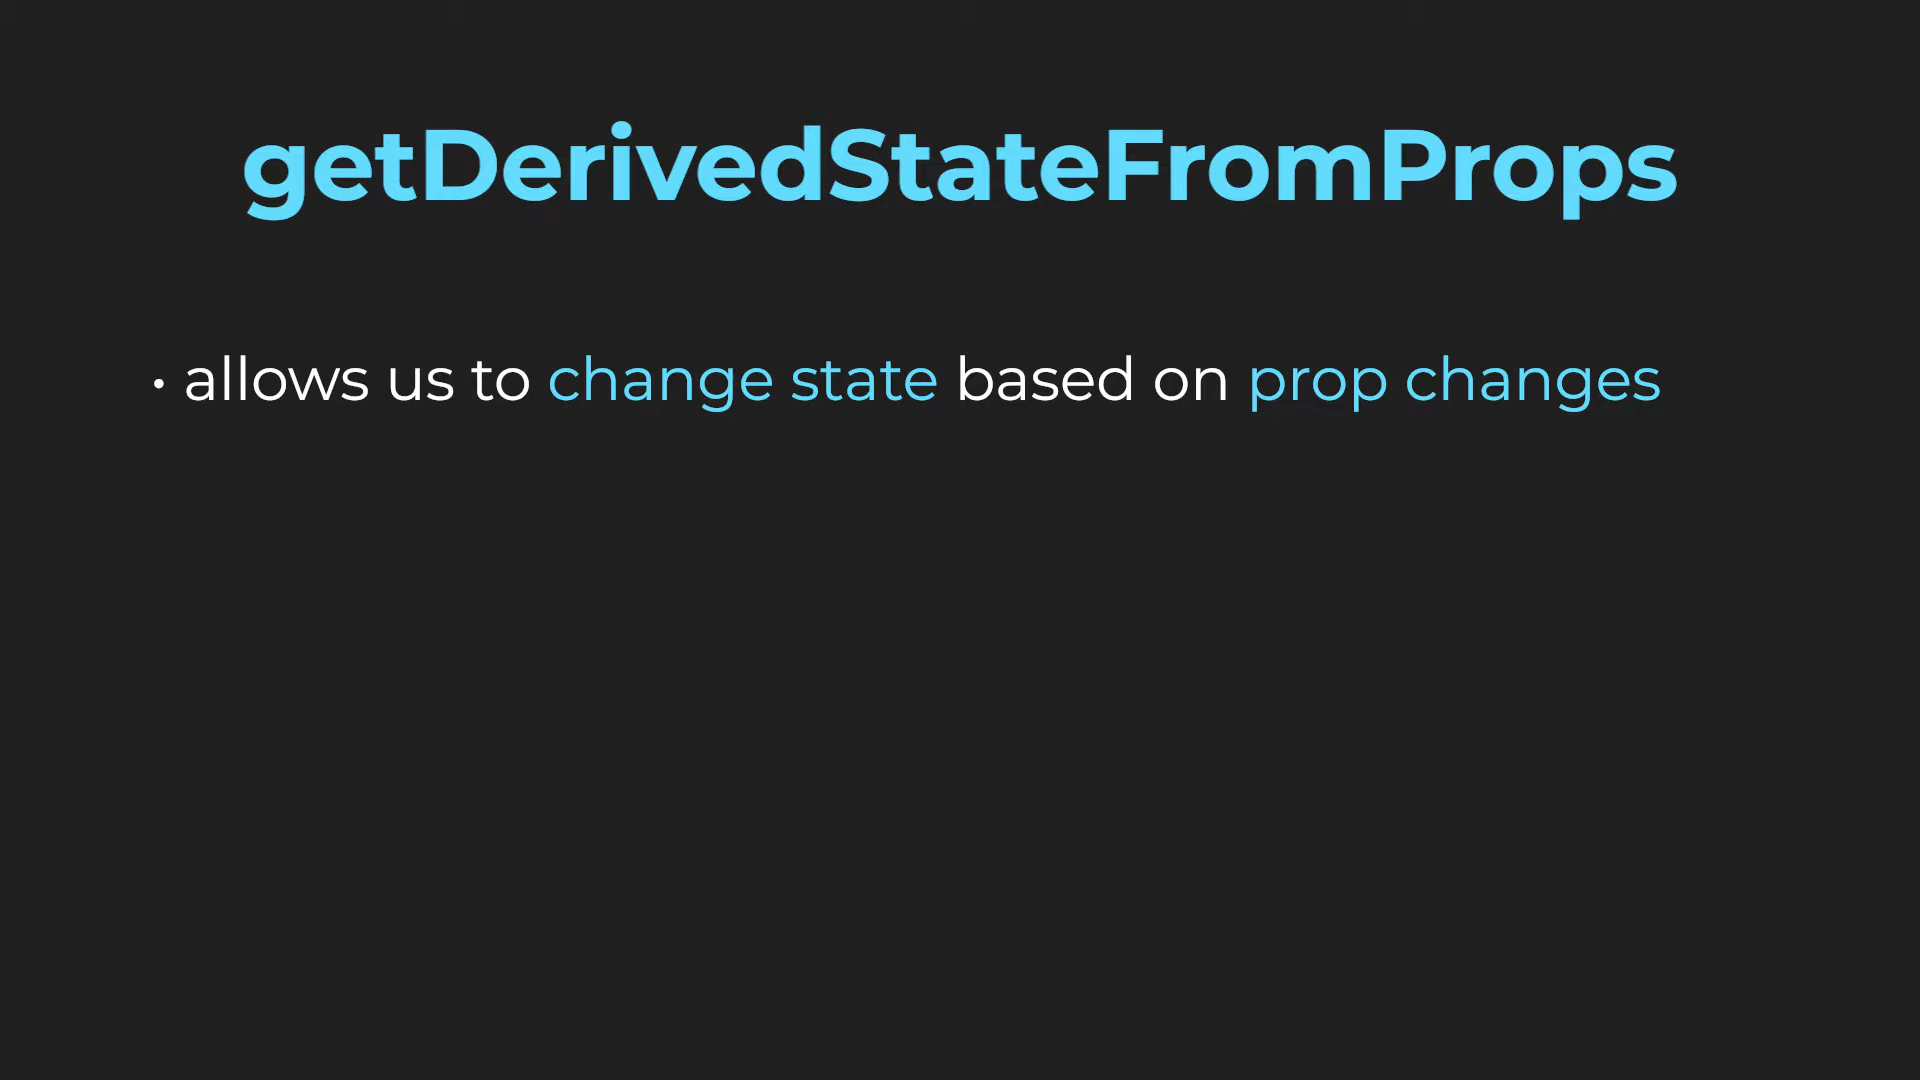 getDerivedStateFromProps
• allows us to change state based on prop changes